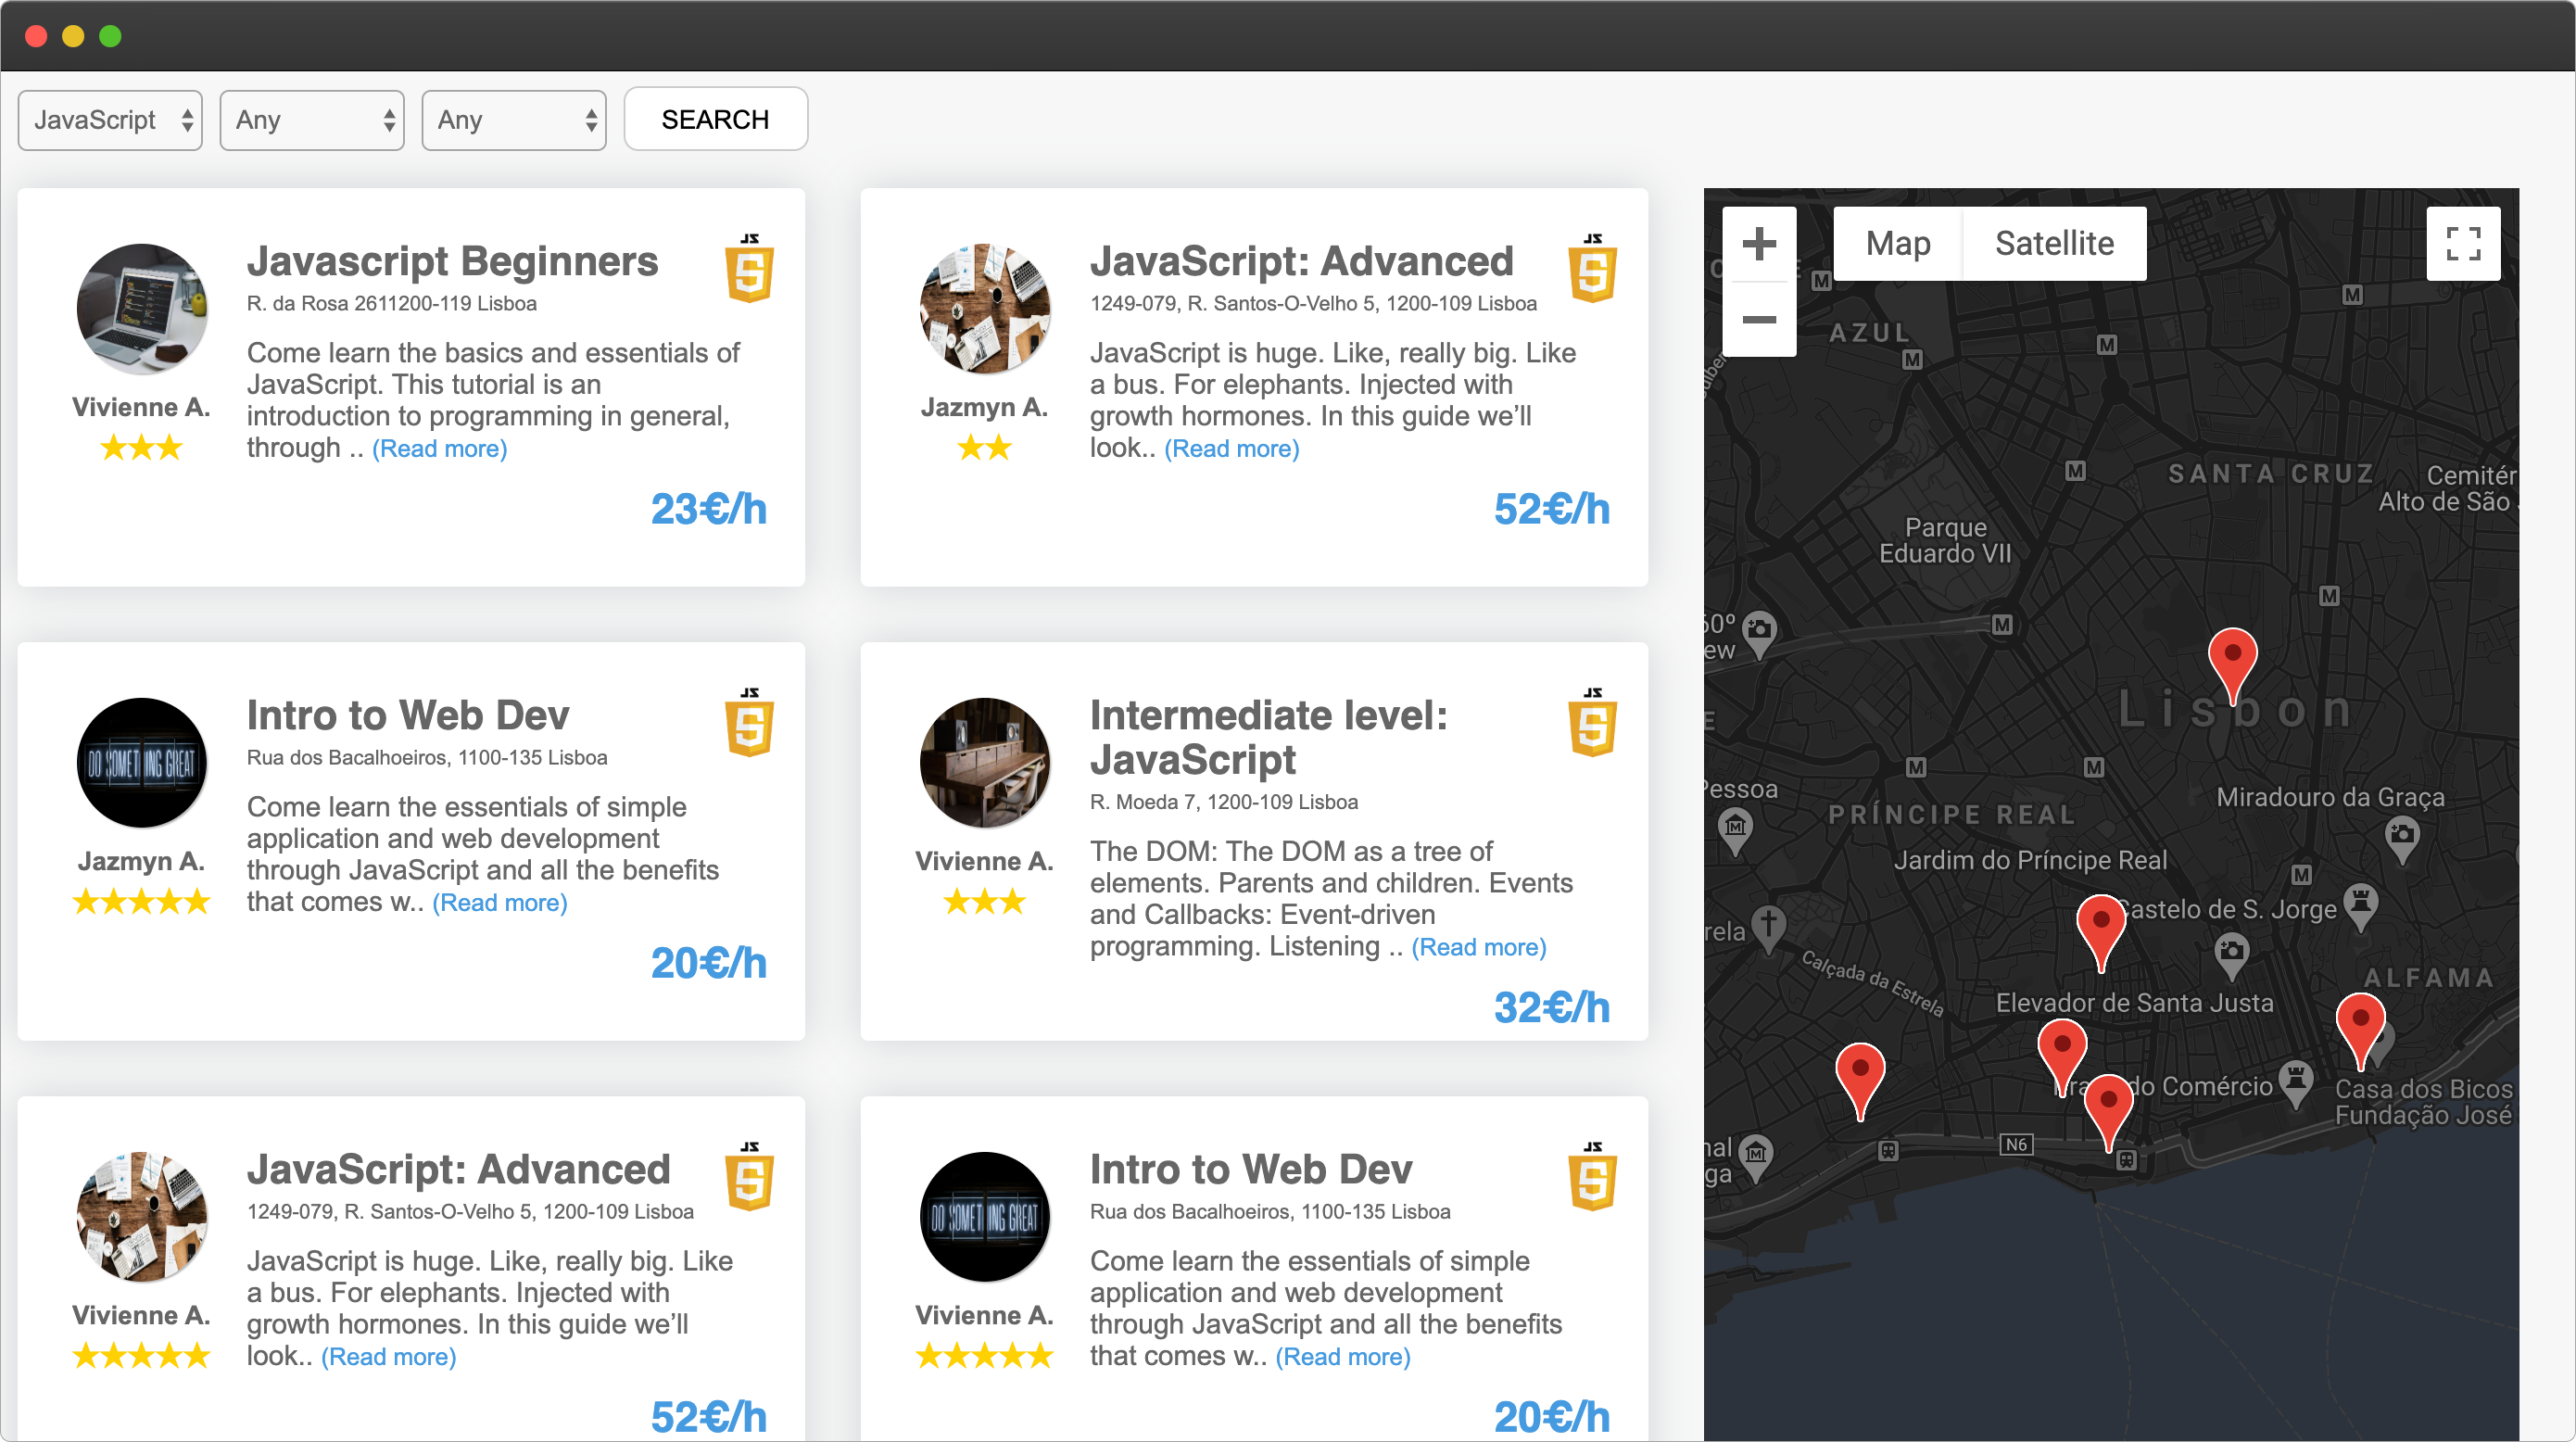 JavaScript
Any
Any
SEARCH
Javascript Beginners
R. da Rosa 2611200-119 Lisboa
Come learn the basics and essentials of
JavaScript. This tutorial is an
introduction to programming in general,
through .. (Read more)
Vivienne A.
23€/h
JS
JavaScript: Advanced
1249-079, R. Santos-O-Velho 5, 1200-109 Lisboa
JavaScript is huge. Like, really big. Like
a bus. For elephants. Injected with
growth hormones. In this guide we’ll
look.. (Read more)
Jazmyn A.
52€/h
JS
Intro to Web Dev
Rua dos Bacalhoeiros, 1100-135 Lisboa
Come learn the essentials of simple
application and web development
through JavaScript and all the benefits
that comes w.. (Read more)
DO SOMETHING GREAT
Jazmyn A.
20€/h
JS
Intermediate level:
JavaScript
R. Moeda 7, 1200-109 Lisboa
The DOM: The DOM as a tree of
elements. Parents and children. Events
and Callbacks: Event-driven
programming. Listening .. (Read more)
Vivienne A.
32€/h
JS
JavaScript: Advanced
1249-079, R. Santos-O-Velho 5, 1200-109 Lisboa
JavaScript is huge. Like, really big. Like
a bus. For elephants. Injected with
growth hormones. In this guide we’ll
look.. (Read more)
Vivienne A.
52€/h
JS
Intro to Web Dev
Rua dos Bacalhoeiros, 1100-135 Lisboa
Come learn the essentials of simple
application and web development
through JavaScript and all the benefits
that comes w.. (Read more)
DO SOMETHING GREAT
Vivienne A.
20€/h
JS
Map
Satellite
AZUL
SANTA CRUZ
Cemitér
Alto de São
Parque
Eduardo VII
ew
Lisbon
Pessoa
Miradouro da Graça
PRÍNCIPE REAL
Jardim do Príncipe Real
Castelo de S. Jorge
rela
Calçada da Estrela
ALFAMA
Elevador de Santa Justa
do Comércio
Casa dos Bicos
Fundação José
N6
nal
ga